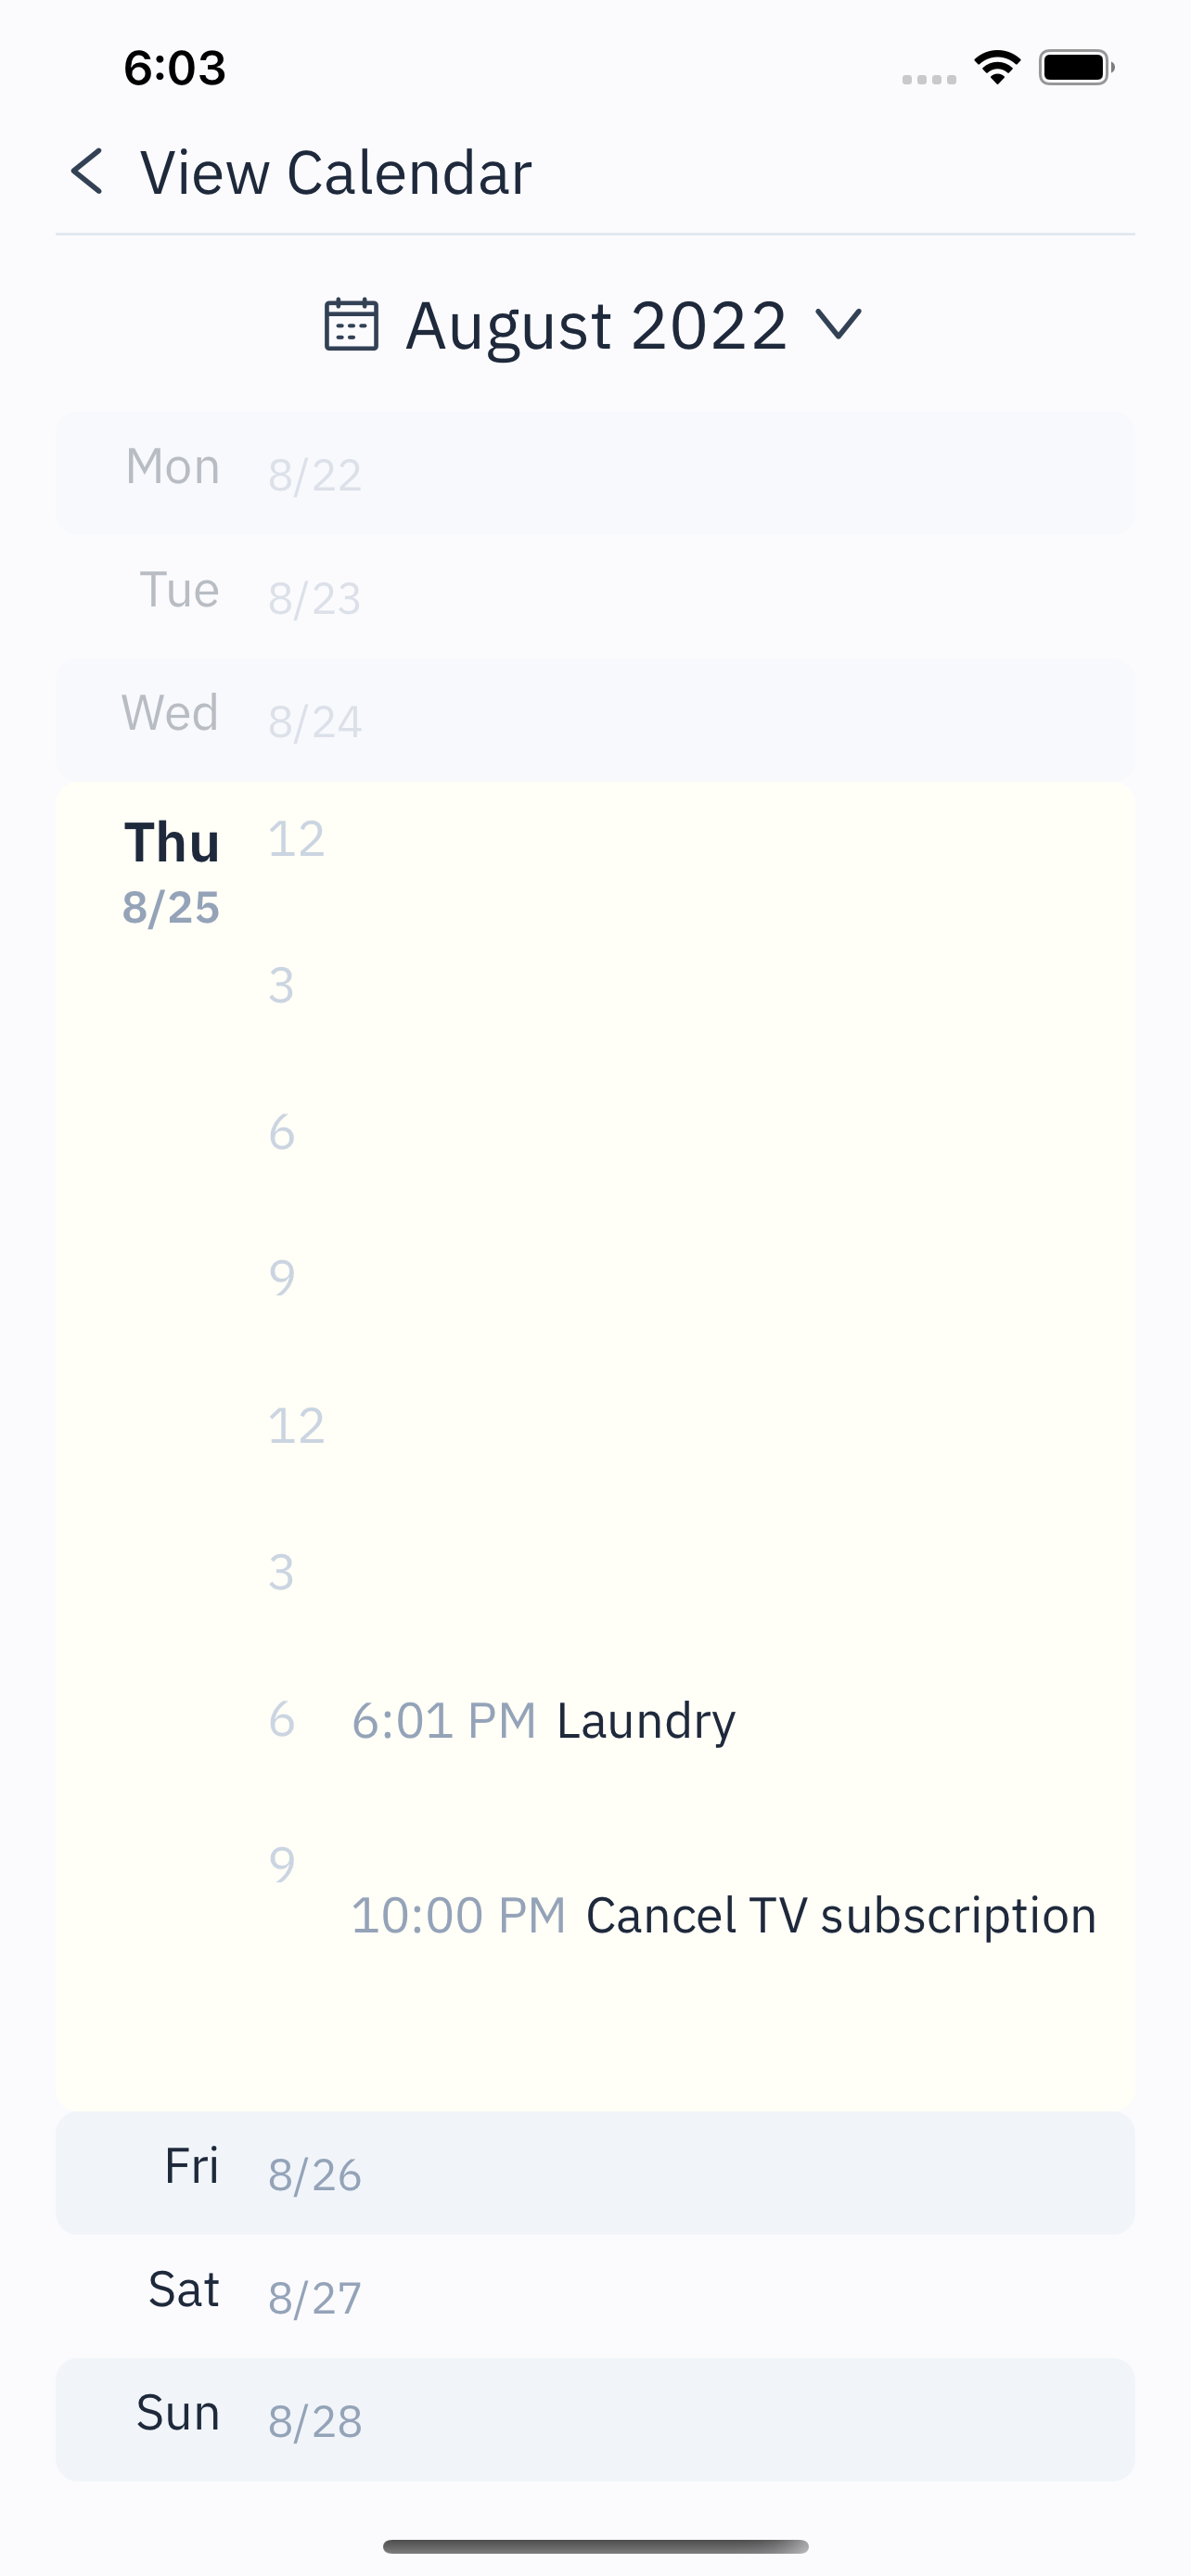 6:03
View Calendar
August 2022
Mon 8/22
Tue 8/23
Wed 8/24
Thu 12
8/25
3
6
9
12
3
6 6:01 PM Laundry
9
10:00 PM Cancel TV subscription
Fri 8/26
Sat 8/27
Sun 8/28